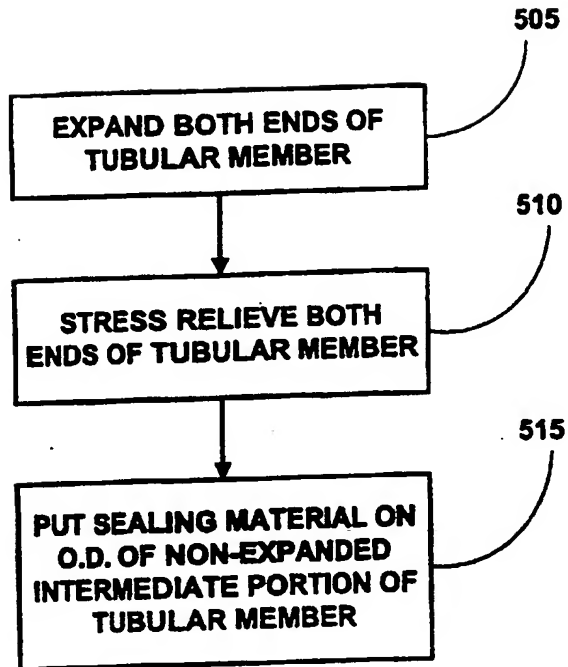 505
EXPAND BOTH ENDS OF
TUBULAR MEMBER
510
STRESS RELIEVE BOTH
ENDS OF TUBULAR MEMBER
515
PUT SEALING MATERIAL ON
O.D. OF NON-EXPANDED
INTERMEDIATE PORTION OF
TUBULAR MEMBER